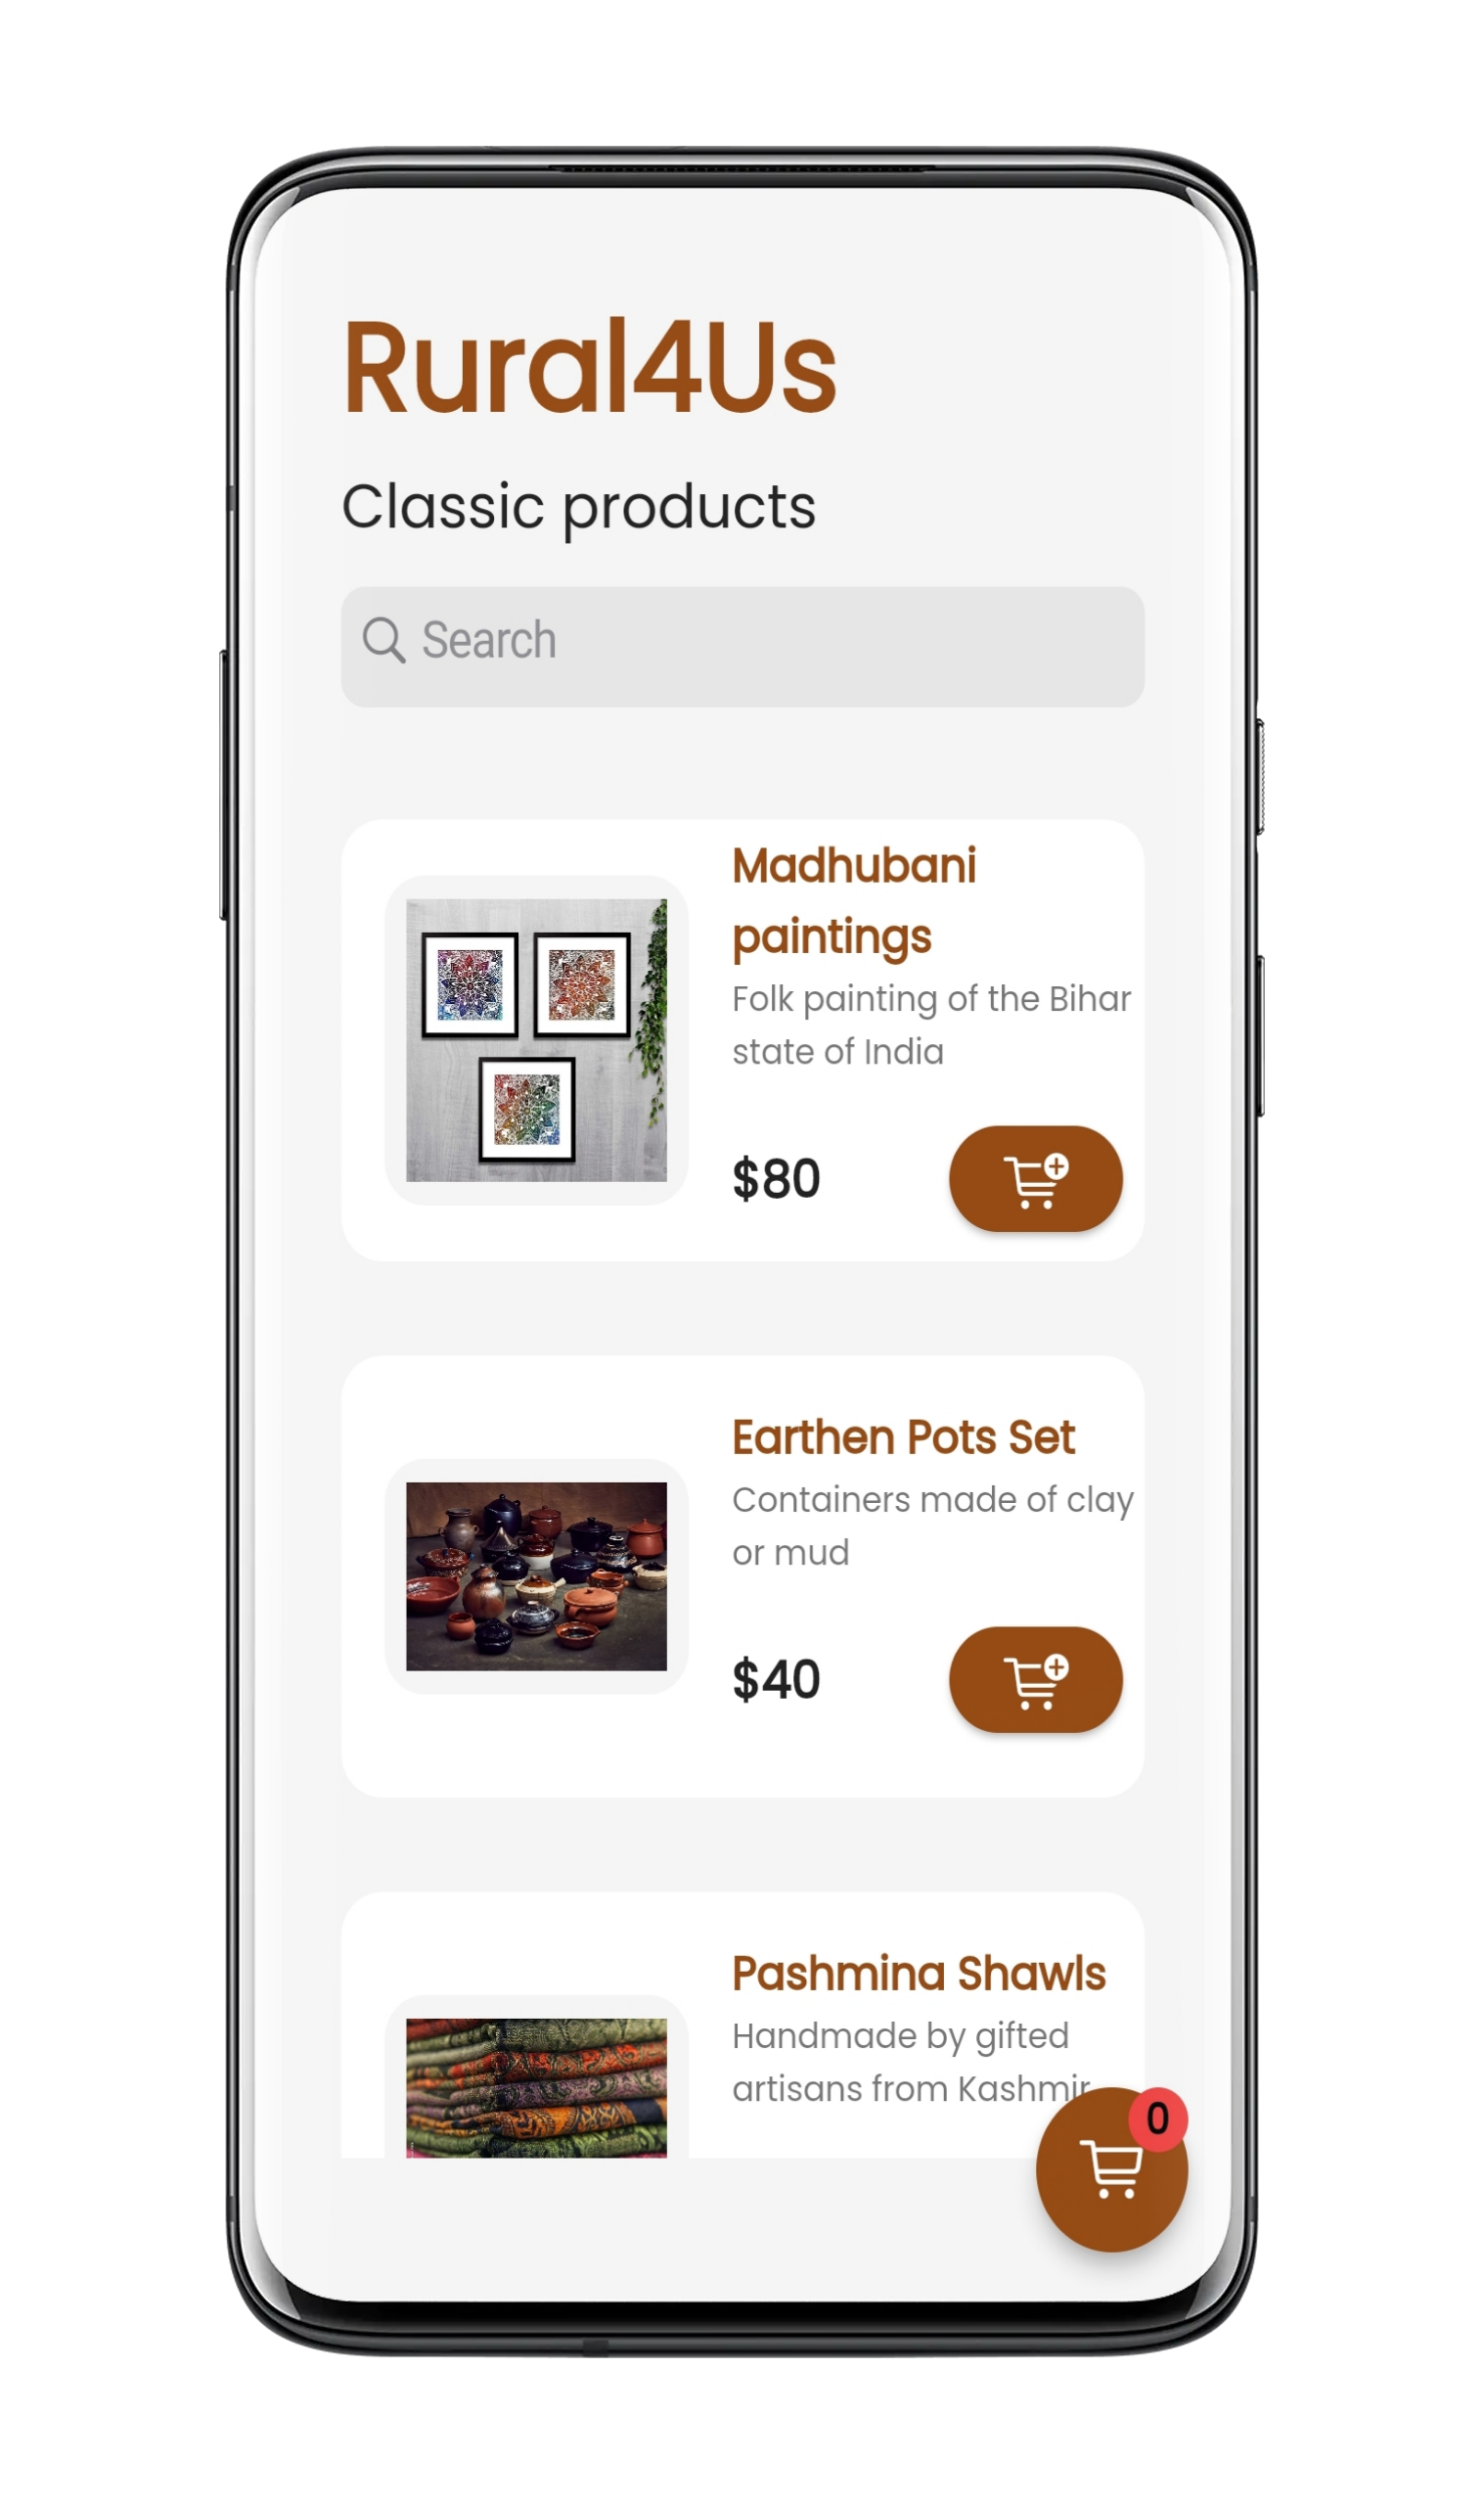 Rural4Us
Classic products
Search
Madhubani
paintings
Folk painting of the Bihar
state of India
$80
Earthen Pots Set
Containers made of clay
or mud
$40
Pashmina Shawls
Handmade by gifted
artisans from Kashmir
0